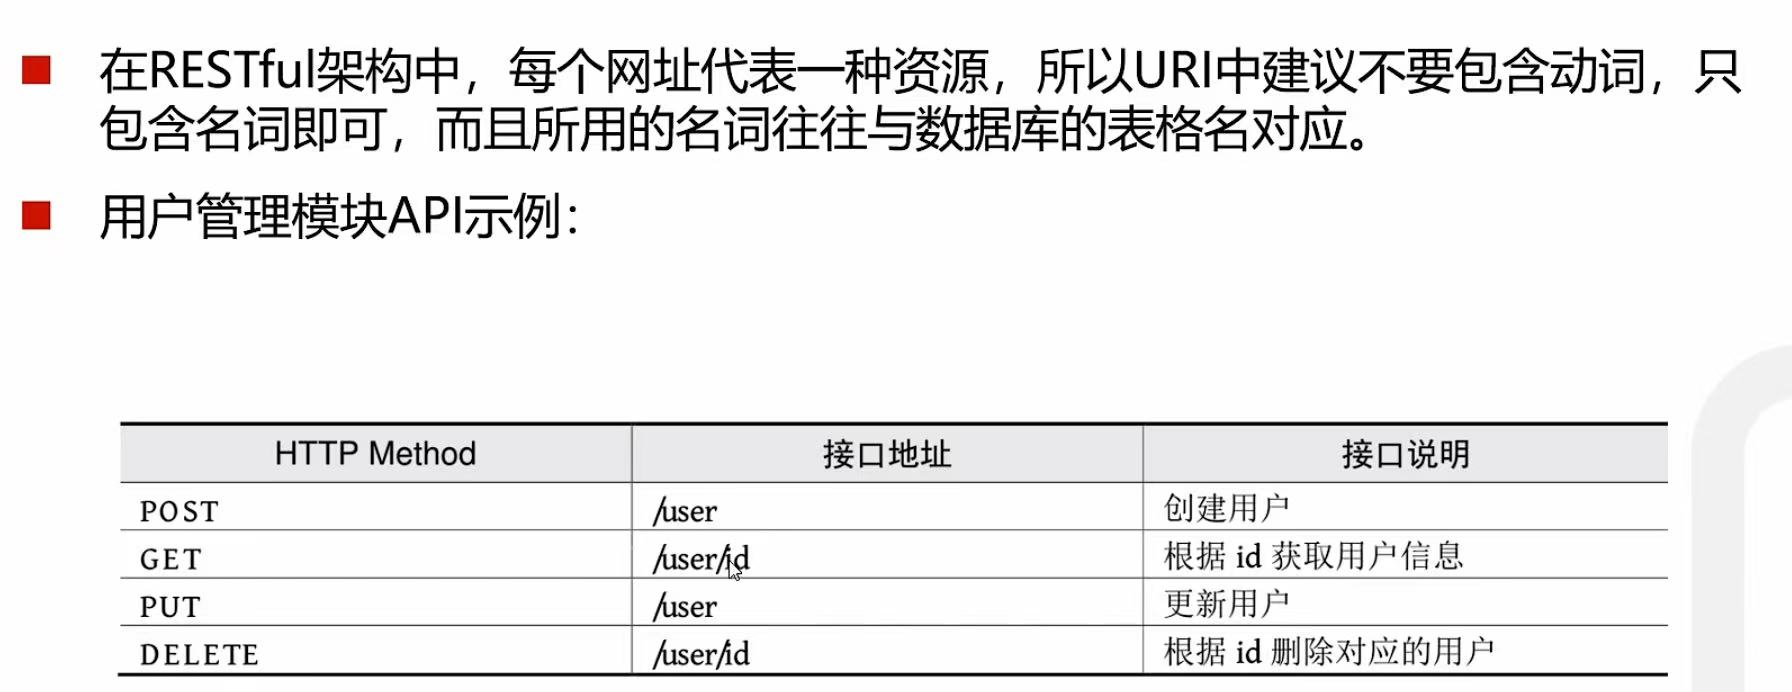 在RESTful架构中，每个网址代表一种资源，所以URI中建议不要包含动词，只
包含名词即可，而且所用的名词往往与数据库的表格名对应。
用户管理模块API示例：
HTTP Method 接口地址 接口说明
POST /user 创建用户
GET /user/id 根据 id 获取用户信息
PUT /user 更新用户
DELETE /user/id 根据 id 删除对应的用户